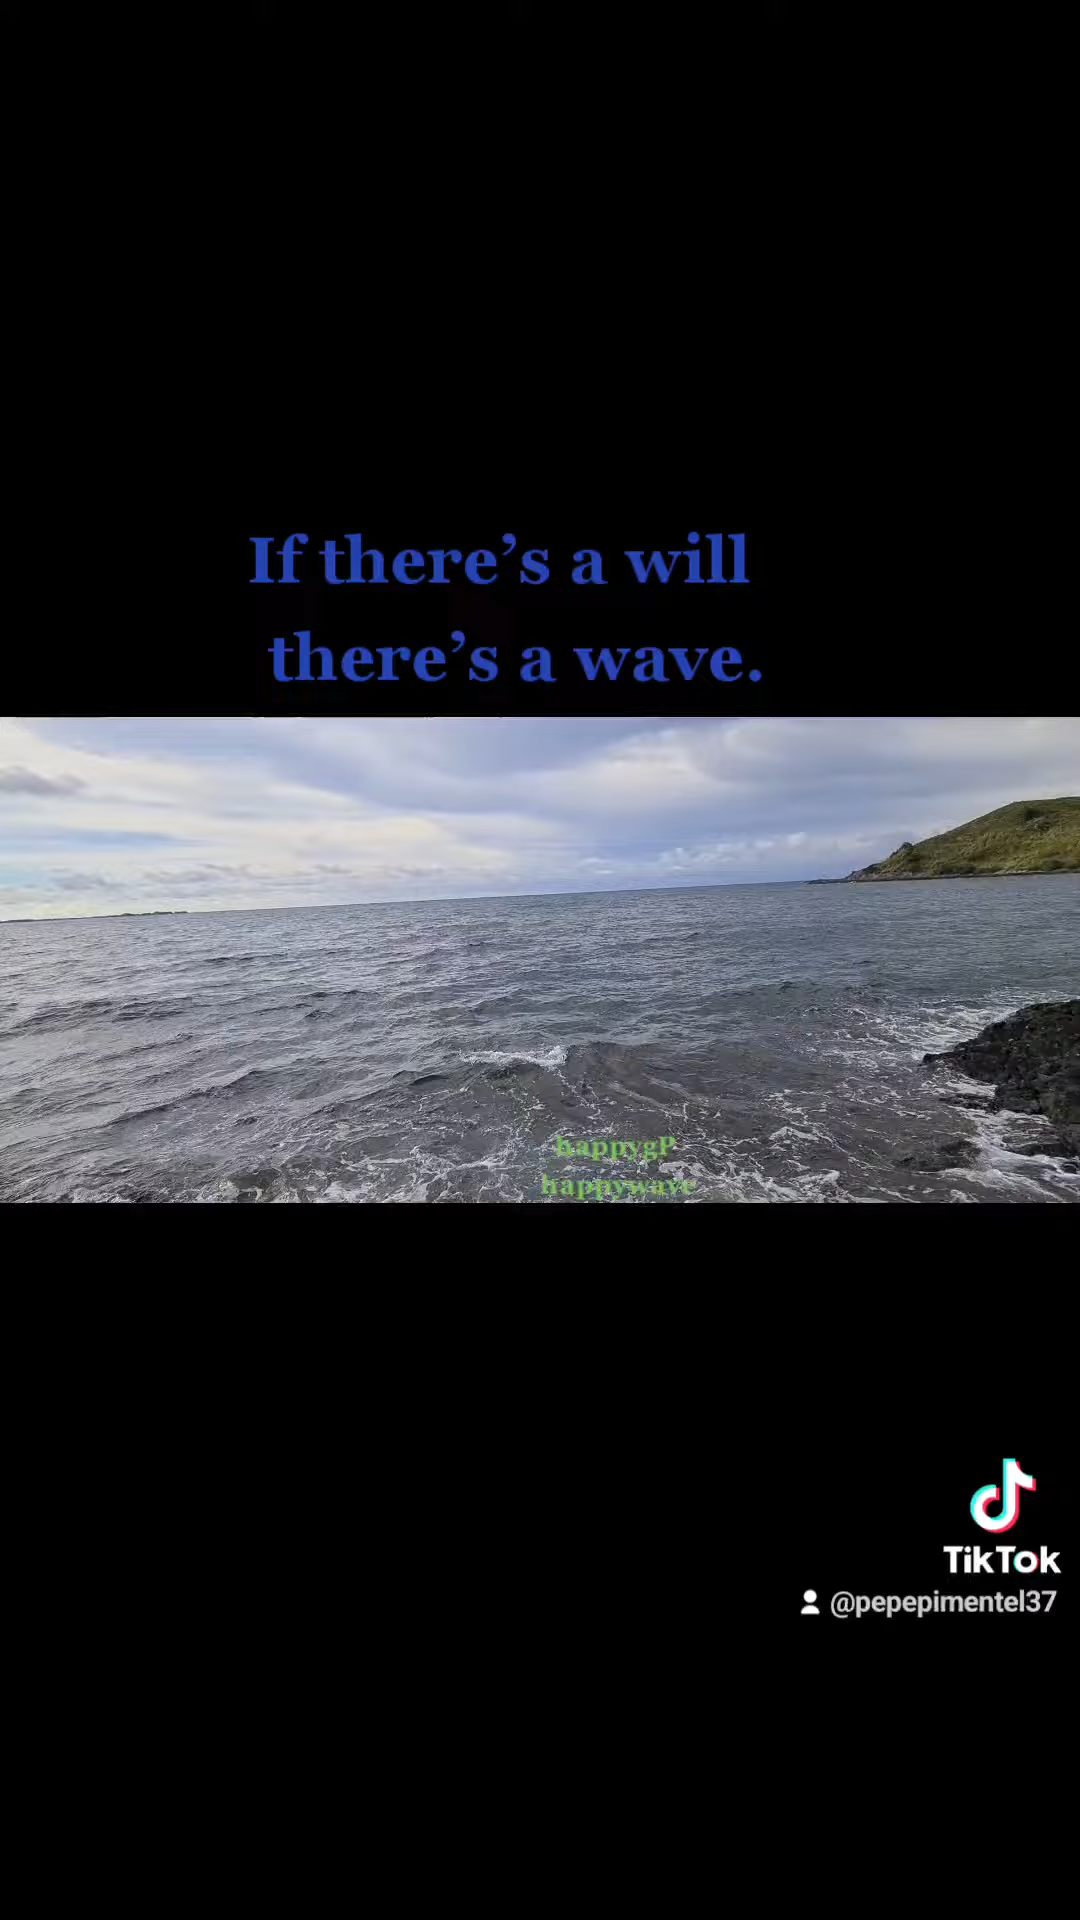 If there’s a will
there’s a wave.
happygP
happywave
TikTok
@pepepimentel37